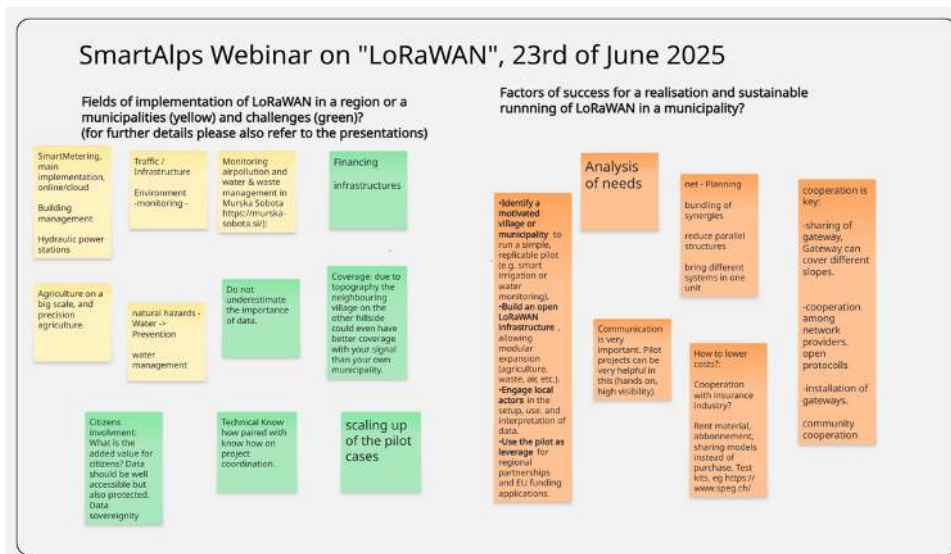 SmartAlps Webinar on "LoRaWAN", 23rd of June 2025
Fields of implementation of LoRaWAN in a region or a
municipalities (yellow) and challenges (green)?
(for further details please also refer to the presentations)
SmartMetering,
main
implementation,
online/cloud
Building
management
Hydraulic power
stations
Traffic /
Infrastructure
Environment
-monitoring -
Monitoring
airpollution and
water & waste
management in
Murska Sobota
https://murska-
sobota.si/);
Financing
infrastructures
Agriculture on a
big scale, and
precision
agriculture.
natural hazards -
Water ->
Prevention
water
management
Do not
underestimate
the importance
of data.
Coverage: due to
topography the
neighbouring
village on the
other hillside
could even have
better coverage
with your signal
than your own
municipality.
Citizens
involvment:
What is the
added value for
citizens? Data
should be well
accessible but
also protected.
Data
sovereignity
Technical Know
how paired with
know how on
project
coordination.
scaling up
of the pilot
cases
Factors of success for a realisation and sustainable
runnning of LoRaWAN in a municipality?
•Identify a
motivated
village or
municipality to
run a simple,
replicable pilot
(e.g. smart
irrigation or
water
monitoring).
•Build an open
LoRaWAN
infrastructure ,
allowing
modular
expansion
(agriculture,
waste, air, etc.).
•Engage local
actors in the
setup, use, and
interpretation of
data.
•Use the pilot as
leverage for
regional
partnerships
and EU funding
applications.
Analysis
of needs
Communication
is very
important. Pilot
projects can be
very helpful in
this (hands on,
high visibility).
net - Planning
bundling of
synergies
reduce parallel
structures
bring different
systems in one
unit
How to lower
costs?:
Cooperation
with insurance
industry?
Rent material,
abbonnement,
sharing models
instead of
purchase. Test
kits. eg https://
www.speg.ch/
cooperation is
key:
-sharing of
gateway,
Gateway can
cover different
slopes.
-cooperation
among
network
providers.
open
protocolls
-installation of
gateways.
community
cooperation